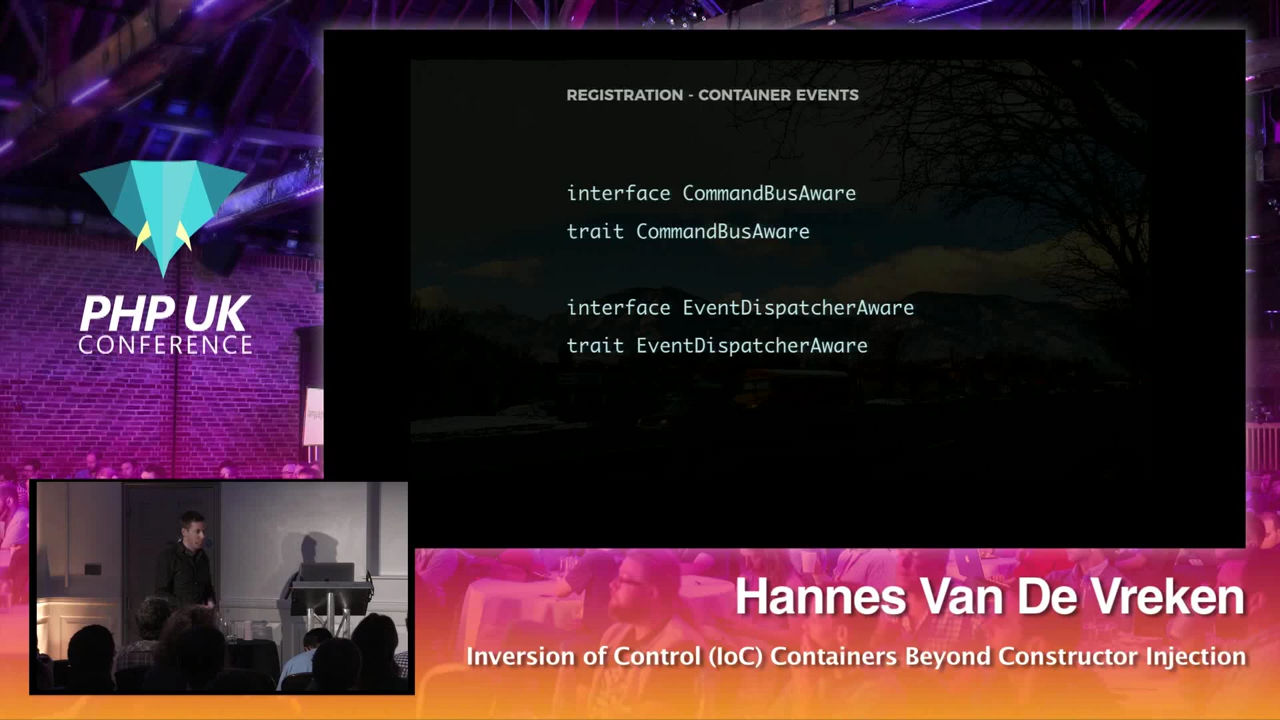 REGISTRATION - CONTAINER EVENTS
interface CommandBusAware
trait CommandBusAware
interface EventDispatcherAware
trait EventDispatcherAware
PHP UK
CONFERENCE
Hannes Van De Vreken
Inversion of Control (IoC) Containers Beyond Constructor Injection